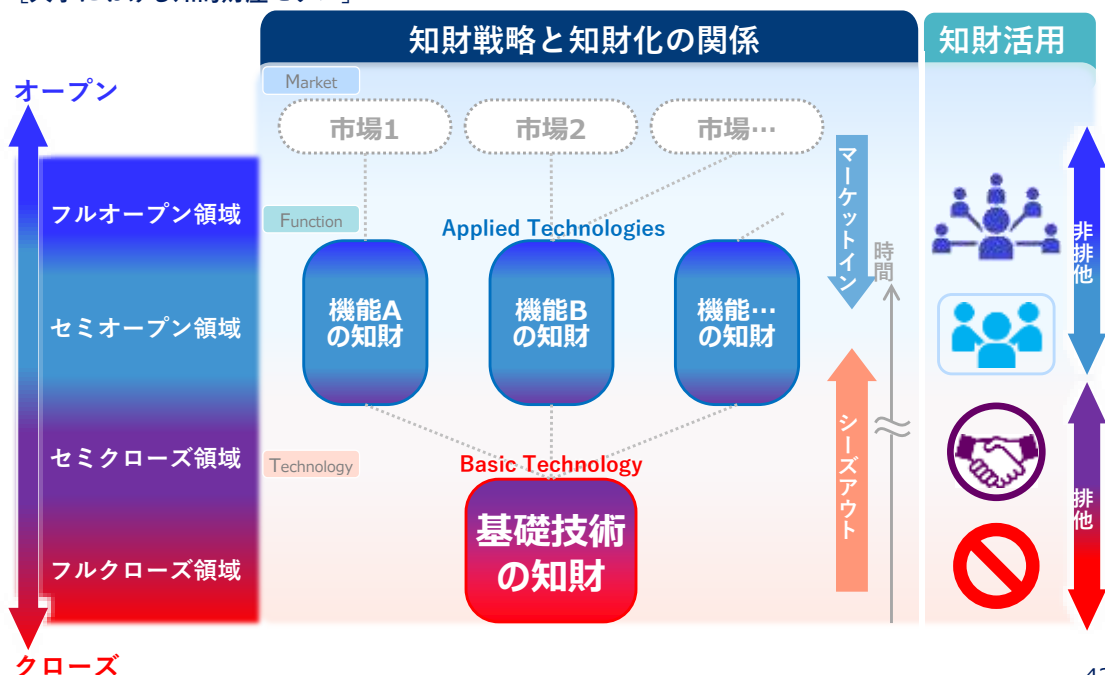 知財戦略と知財化の関係
知財活用
オープン
Market
市場1
市場2
市場…
フルオープン領域
Function
Applied Technologies
マーケットイン
時間
非排他
機能A
の知財
機能B
の知財
機能…
の知財
セミオープン領域
セミクローズ領域
Technology
Basic Technology
シーズアウト
排他
基礎技術
の知財
フルクローズ領域
クローズ